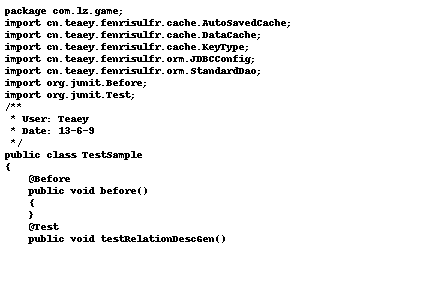 package com.lz.game;
import cn.teaey.fenrisulfr.cache.AutoSavedCache;
import cn.teaey.fenrisulfr.cache.DataCache;
import cn.teaey.fenrisulfr.cache.KeyType;
import cn.teaey.fenrisulfr.orm.JDBCConfig;
import cn.teaey.fenrisulfr.orm.StandardDao;
import org.junit.Before;
import org.junit.Test;
/**
 * User: Teaey
 * Date: 13-6-9
 */
public class TestSample
{
    @Before
    public void before()
    {
    }
    @Test
    public void testRelationDescGen()